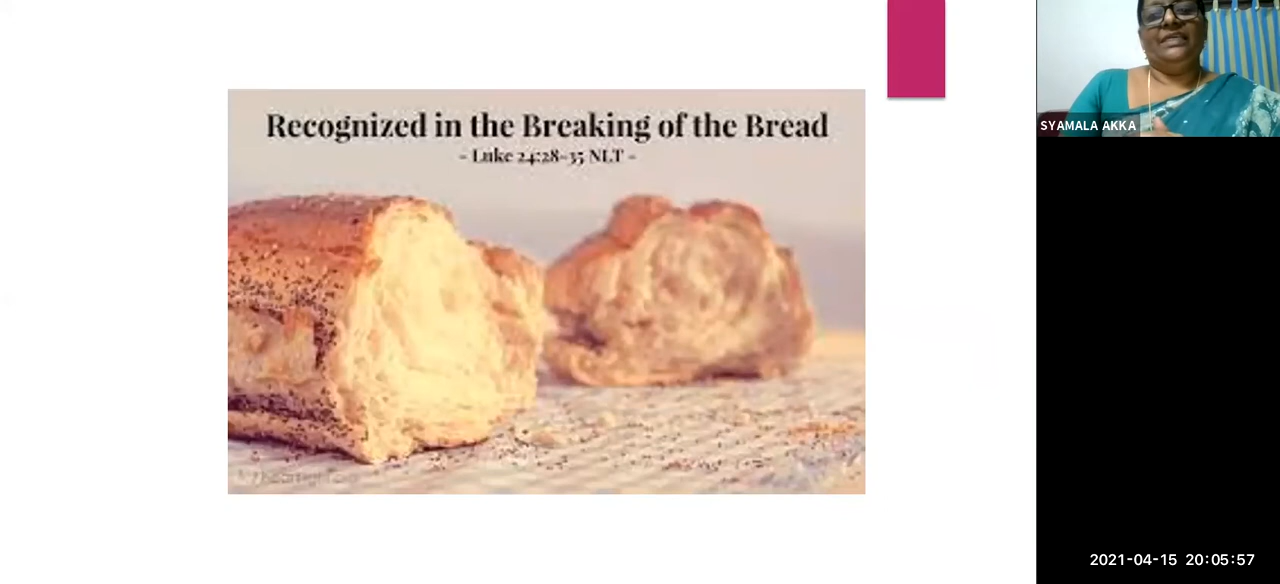 Recognized in the Breaking of the Bread
- Luke 24:28-35 NLT -
SYAMALA AKKA
2021-04-15 20:05:57